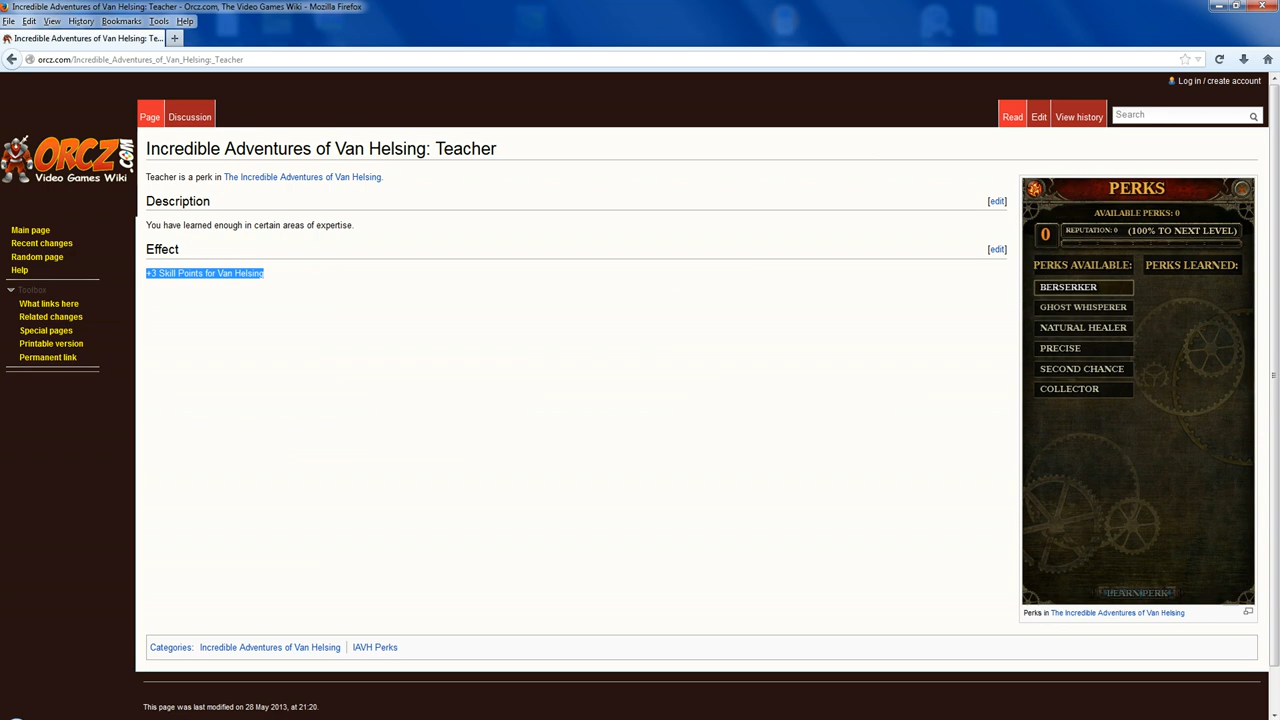 Incredible Adventures of Van Helsing: Teacher - Orcz.com, The Video Games Wiki - Mozilla Firefox
File Edit View History Bookmarks Tools Help
Incredible Adventures of Van Helsing: Te...
orcz.com/Incredible_Adventures_of_Van_Helsing:_Teacher
Log in / create account
Page Discussion Read Edit View history Search
ORCZ.com
Video Games Wiki
Main page
Recent changes
Random page
Help
Toolbox
What links here
Related changes
Special pages
Printable version
Permanent link
Incredible Adventures of Van Helsing: Teacher
Teacher is a perk in The Incredible Adventures of Van Helsing.
Description [edit]
You have learned enough in certain areas of expertise.
Effect [edit]
+3 Skill Points for Van Helsing
PERKS
AVAILABLE PERKS: 0
0 REPUTATION: 0 (100% TO NEXT LEVEL)
PERKS AVAILABLE: PERKS LEARNED:
BERSERKER
GHOST WHISPERER
NATURAL HEALER
PRECISE
SECOND CHANCE
COLLECTOR
LEARN PERK
Perks in The Incredible Adventures of Van Helsing
Categories: Incredible Adventures of Van Helsing IAVH Perks
This page was last modified on 28 May 2013, at 21:20.